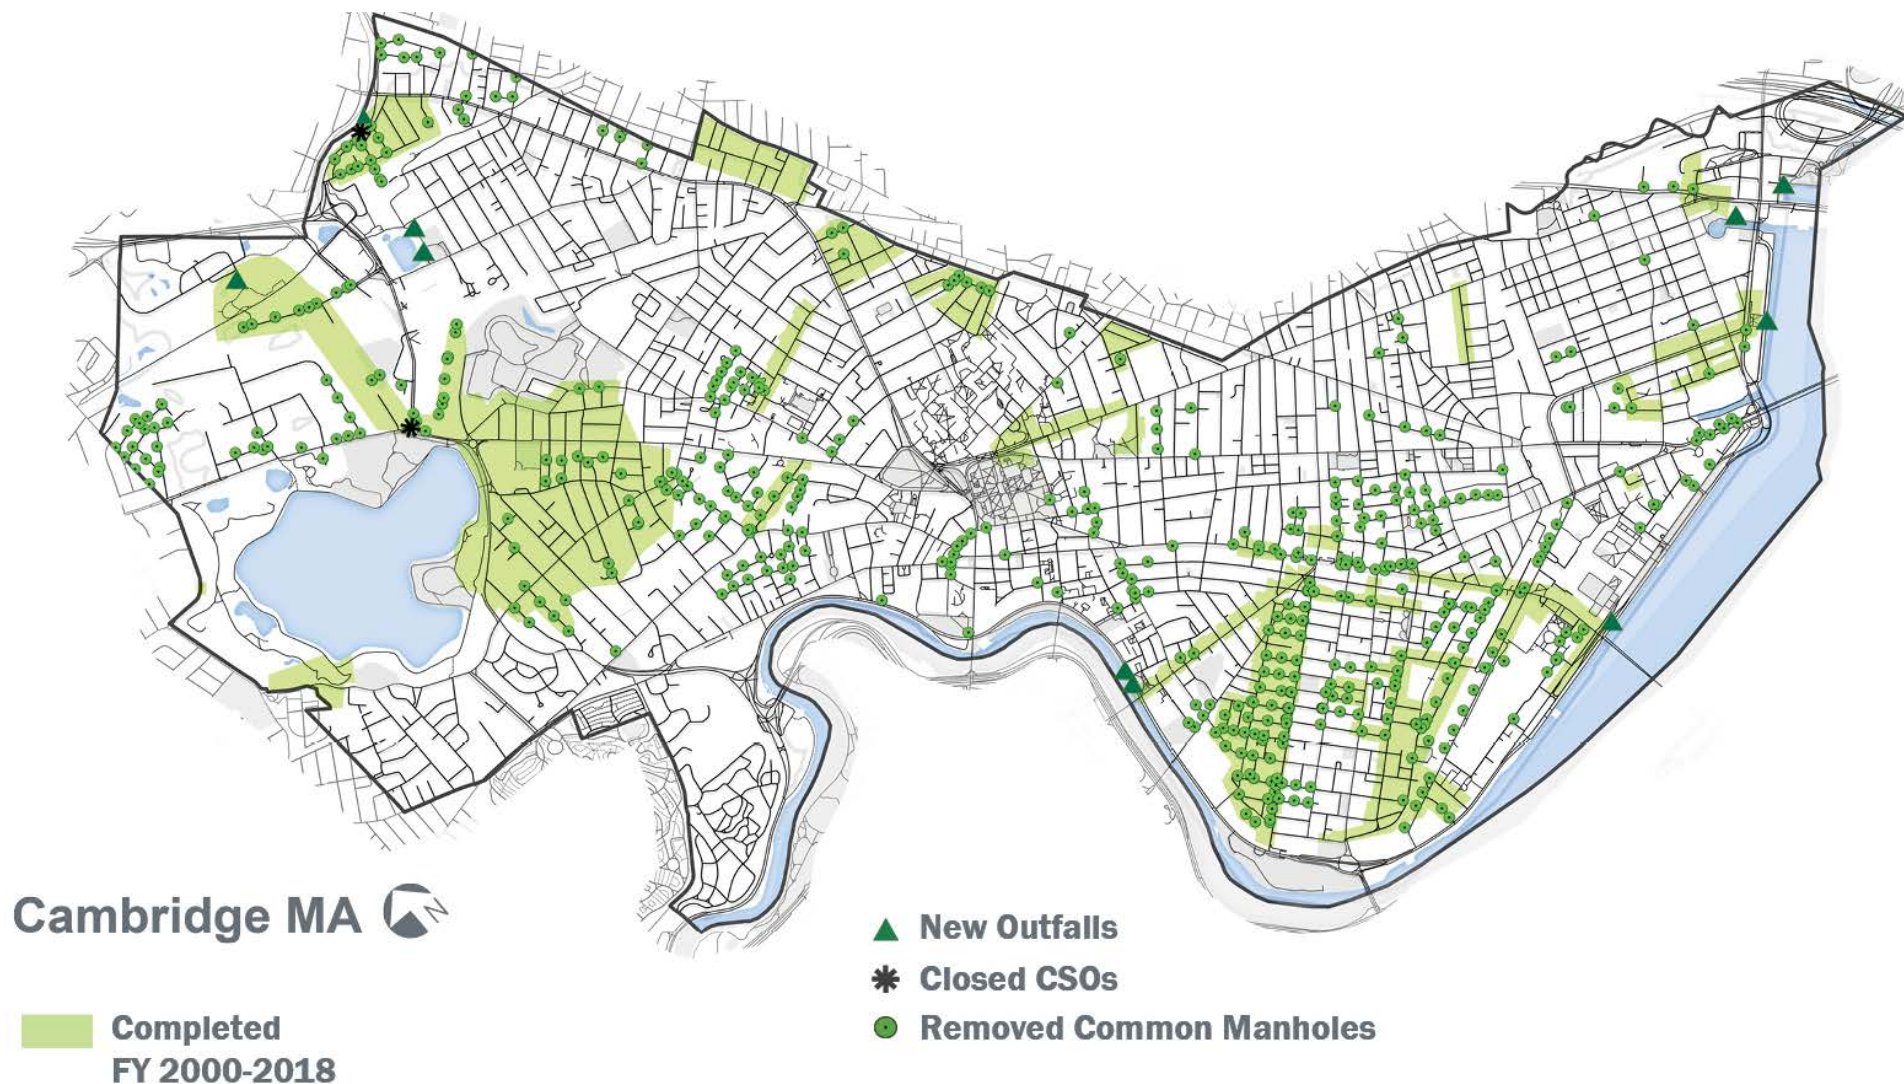 Cambridge MA
N
New Outfalls
Closed CSOs
Completed
FY 2000-2018
Removed Common Manholes